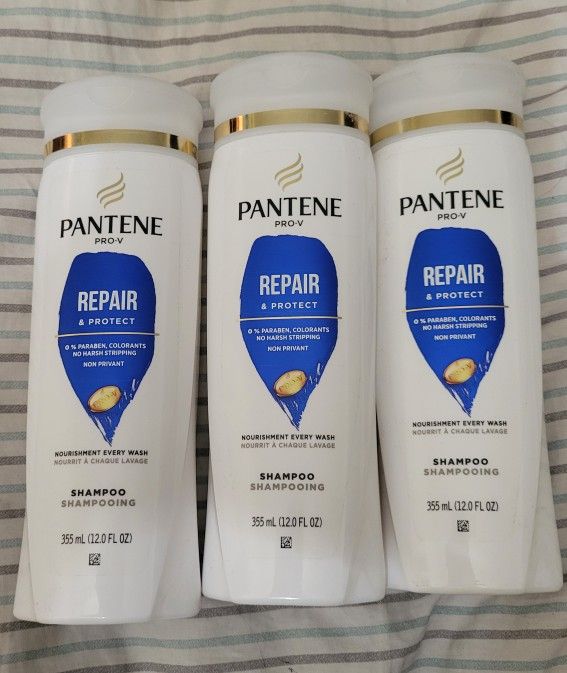 PANTENE
PRO-V
REPAIR
& PROTECT
0 % PARABEN, COLORANTS
NO HARSH STRIPPING
NON PRIVANT
NOURISHMENT EVERY WASH
NOURRIT À CHAQUE LAVAGE
SHAMPOO
SHAMPOOING
355 mL (12.0 FL OZ)
PANTENE
PRO-V
REPAIR
& PROTECT
0 % PARABEN, COLORANTS
NO HARSH STRIPPING
NON PRIVANT
NOURISHMENT EVERY WASH
NOURRIT À CHAQUE LAVAGE
SHAMPOO
SHAMPOOING
355 mL (12.0 FL OZ)
PANTENE
PRO-V
REPAIR
& PROTECT
0 % PARABEN, COLORANTS
NO HARSH STRIPPING
NON PRIVANT
NOURISHMENT EVERY WASH
NOURRIT À CHAQUE LAVAGE
SHAMPOO
SHAMPOOING
355 mL (12.0 FL OZ)